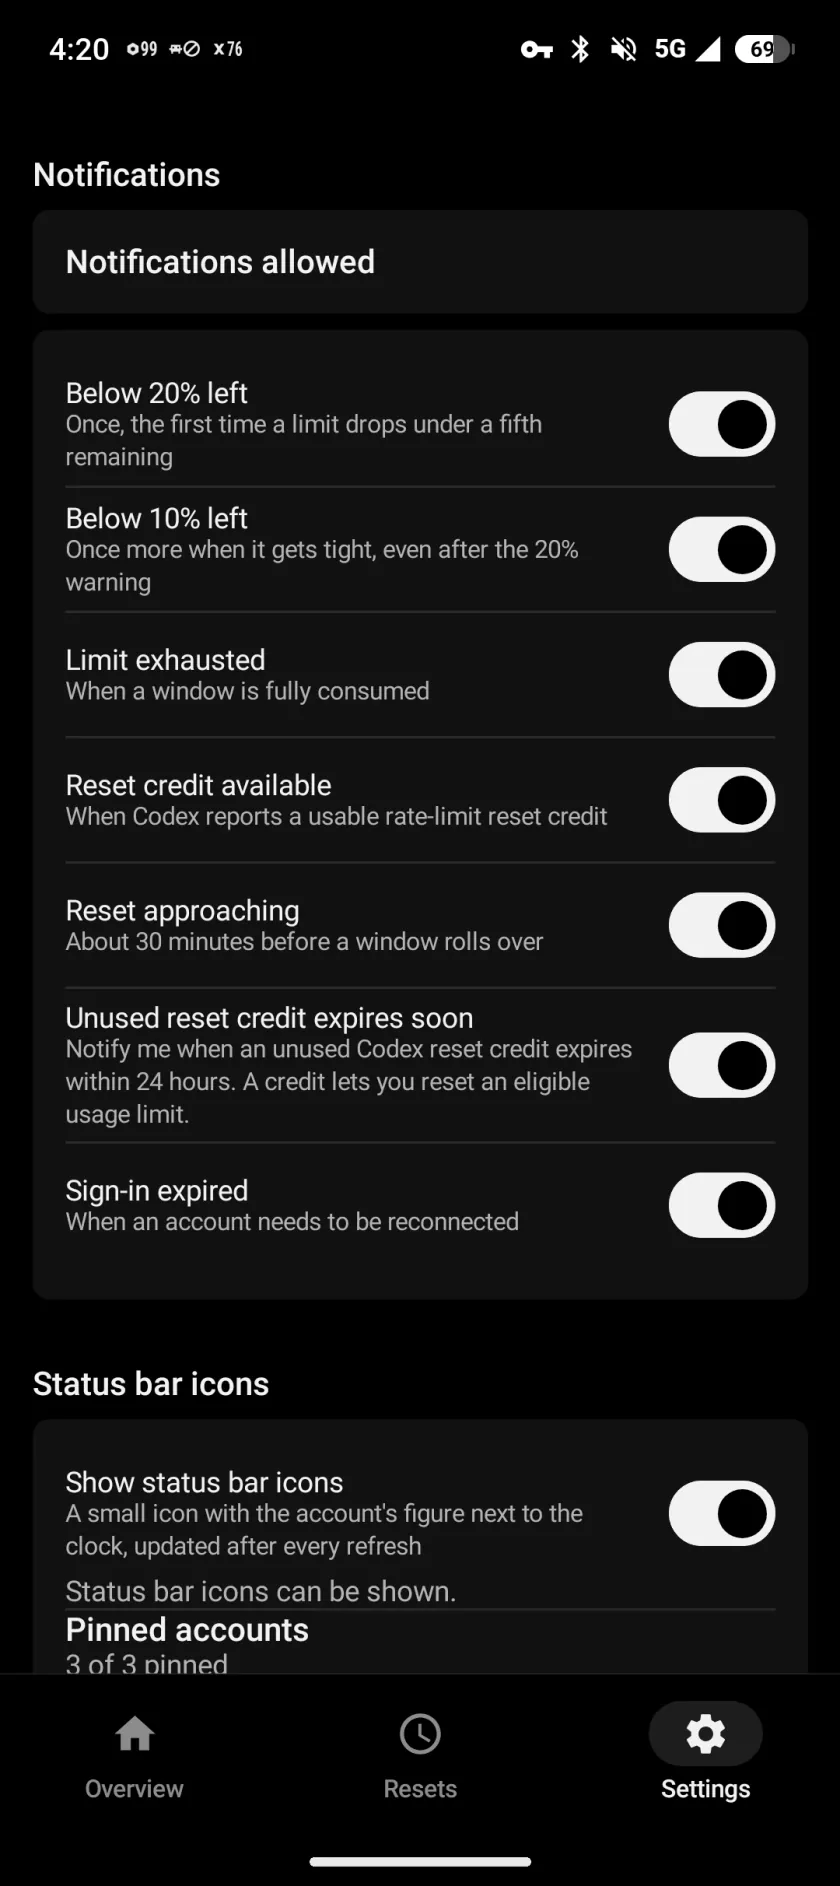 4:20 99 x 76 5G 69
Notifications
Notifications allowed
Below 20% left
Once, the first time a limit drops under a fifth
remaining
Below 10% left
Once more when it gets tight, even after the 20%
warning
Limit exhausted
When a window is fully consumed
Reset credit available
When Codex reports a usable rate-limit reset credit
Reset approaching
About 30 minutes before a window rolls over
Unused reset credit expires soon
Notify me when an unused Codex reset credit expires
within 24 hours. A credit lets you reset an eligible
usage limit.
Sign-in expired
When an account needs to be reconnected
Status bar icons
Show status bar icons
A small icon with the account's figure next to the
clock, updated after every refresh
Status bar icons can be shown.
Pinned accounts
3 of 3 pinned
Overview Resets Settings